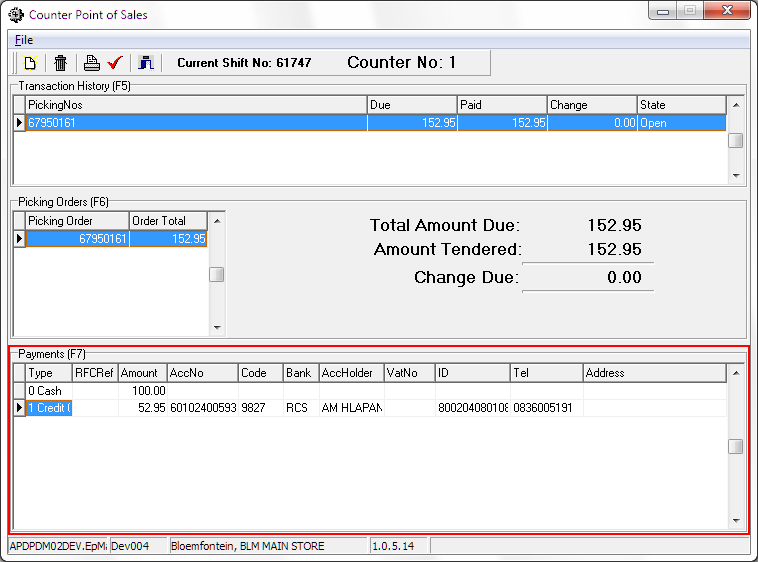 Counter Point of Sales
File
Current Shift No: 61747 Counter No: 1
Transaction History (F5)
PickingNos Due Paid Change State
67950161 152.95 152.95 0.00 Open
Picking Orders (F6)
Picking Order Order Total
67950161 152.95
Total Amount Due: 152.95
Amount Tendered: 152.95
Change Due: 0.00
Payments (F7)
Type RFCRef Amount AccNo Code Bank AccHolder VatNo ID Tel Address
0 Cash 100.00
1 Credit 52.95 60102400593 9827 RCS AM HLAPAN 800204080108 0836005191
APDPDM02DEV.EpMa Dev004 Bloemfontein, BLM MAIN STORE 1.0.5.14